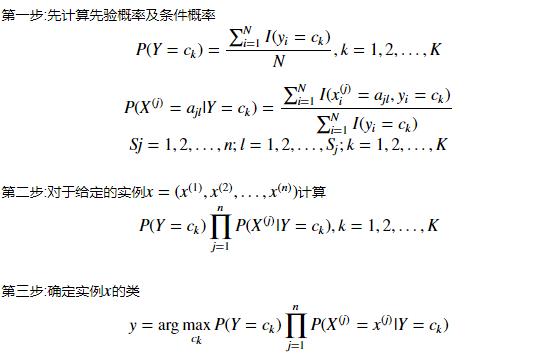 第一步:先计算先验概率及条件概率
P(Y = c_k) = \frac{\sum_{i=1}^{N} I(y_i = c_k)}{N}, k = 1, 2, . . . , K
P(X^{(j)} = a_{jl}|Y = c_k) = \frac{\sum_{i=1}^{N} I(x_i^{(j)} = a_{jl}, y_i = c_k)}{\sum_{i=1}^{N} I(y_i = c_k)}
Sj = 1, 2, . . . , n; l = 1, 2, . . . , S_j; k = 1, 2, . . . , K
第二步:对于给定的实例x = (x^{(1)}, x^{(2)}, . . . , x^{(n)})计算
P(Y = c_k) \prod_{j=1}^{n} P(X^{(j)}|Y = c_k), k = 1, 2, . . . , K
第三步:确定实例x的类
y = arg max_{c_k} P(Y = c_k) \prod_{j=1}^{n} P(X^{(j)} = x^{(j)}|Y = c_k)